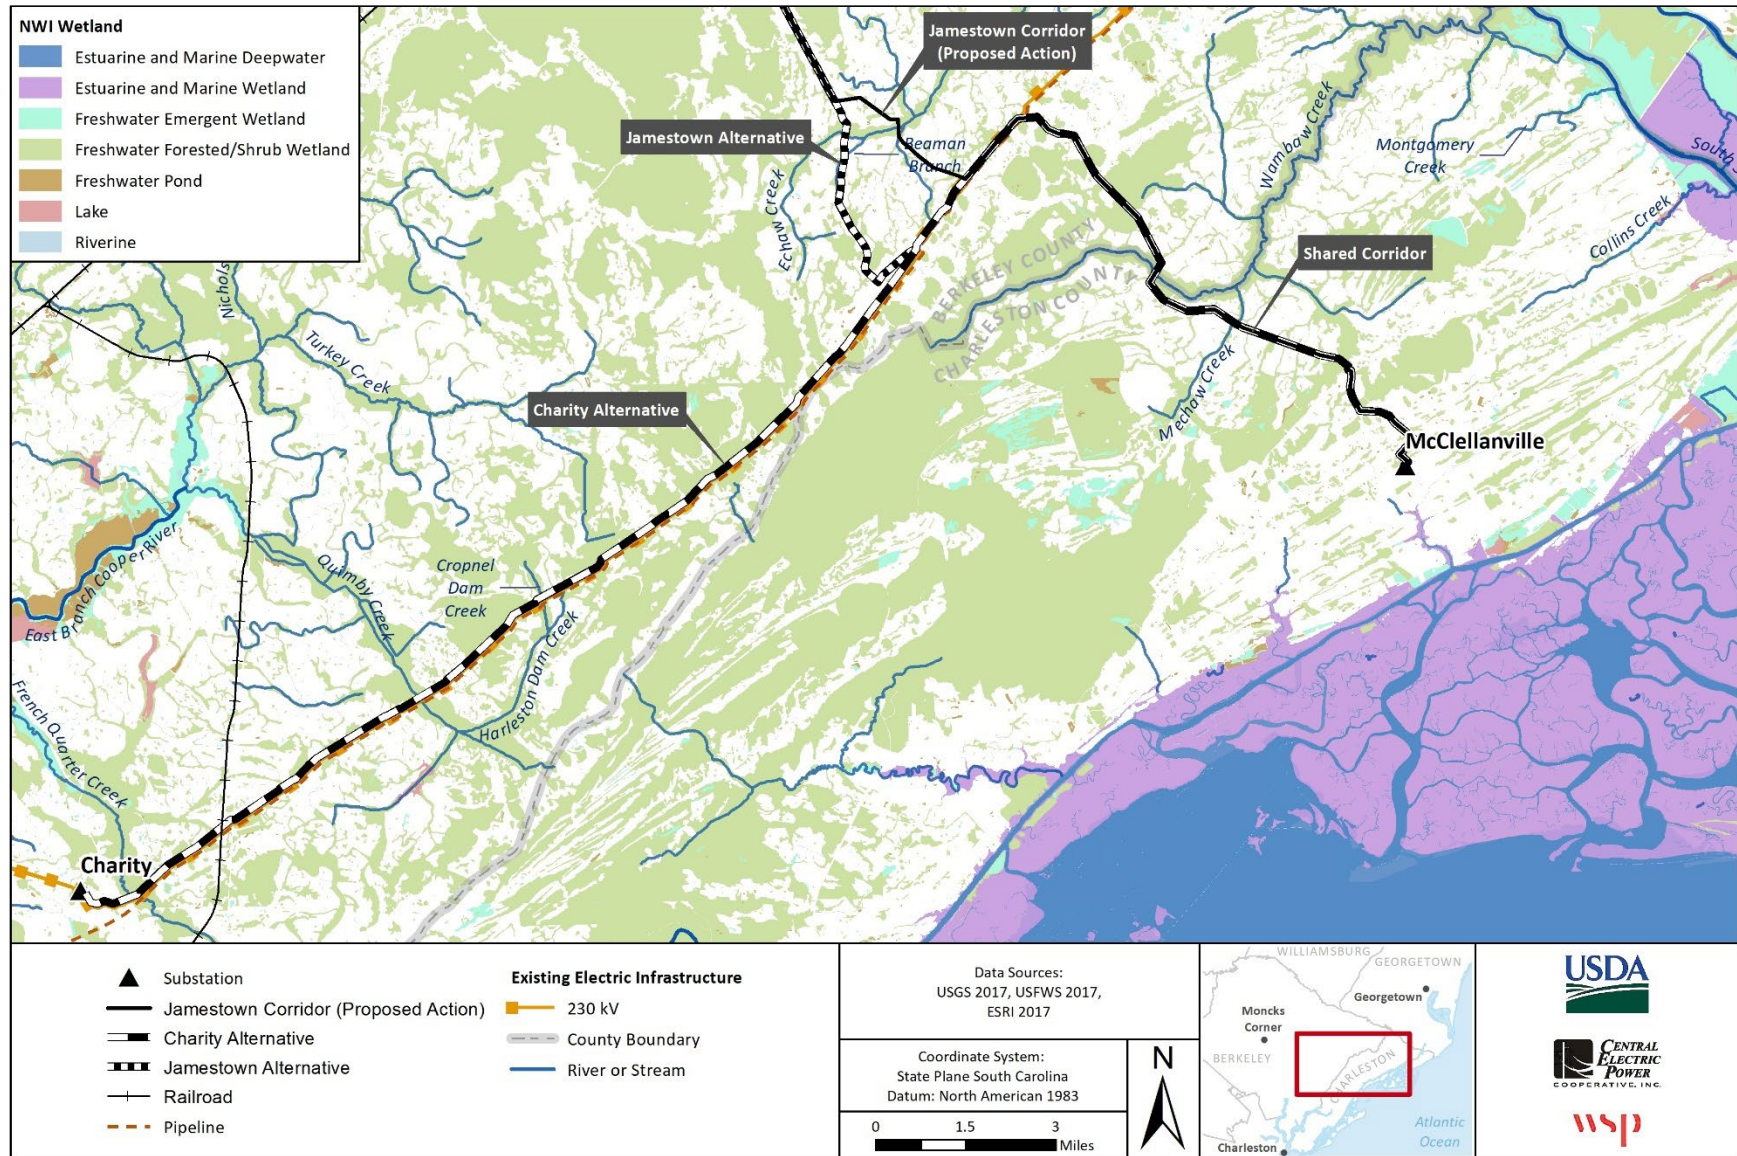 NWI Wetland
Estuarine and Marine Deepwater
Estuarine and Marine Wetland
Freshwater Emergent Wetland
Freshwater Forested/Shrub Wetland
Freshwater Pond
Lake
Riverine
Jamestown Corridor
(Proposed Action)
Jamestown Alternative
Beaman
Branch
Echaw Creek
Wambaw Creek
Montgomery
Creek
South
Collins Creek
Shared Corridor
BERKELEY COUNTY
CHARLESTON COUNTY
Nichols
Turkey Creek
Charity Alternative
Mechaw Creek
McClellanville
East Branch Cooper River
Quimby Creek
Cropnel
Dam
Creek
Harleston Dam Creek
French Quarter Creek
Charity
Substation
Jamestown Corridor (Proposed Action)
Charity Alternative
Jamestown Alternative
Railroad
Pipeline
Existing Electric Infrastructure
230 kV
County Boundary
River or Stream
Data Sources:
USGS 2017, USFWS 2017,
ESRI 2017
Coordinate System:
State Plane South Carolina
Datum: North American 1983
0 1.5 3
Miles
N
WILLIAMSBURG
GEORGETOWN
Georgetown
Moncks
Corner
BERKELEY
CHARLESTON
Charleston
Atlantic
Ocean
USDA
CENTRAL
ELECTRIC
POWER
COOPERATIVE, INC.
wsp